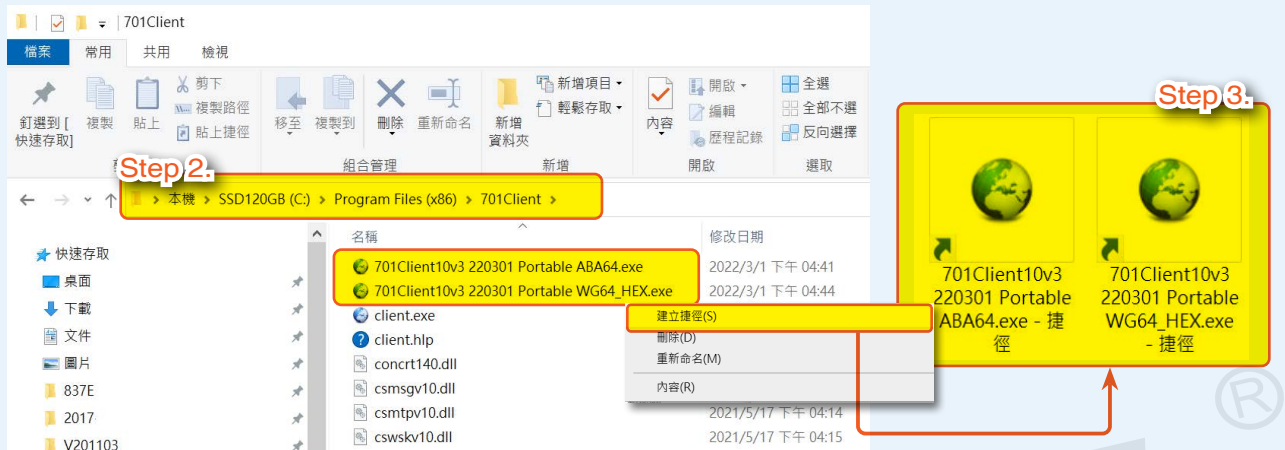 701Client
檔案 常用 共用 檢視
釘選到 [
快速存取]
複製
貼上
剪下
複製路徑
貼上捷徑
移至
複製到
刪除
重新命名
組合管理
新增
資料夾
新增項目
輕鬆存取
新增
內容
開啟
編輯
歷程記錄
開啟
全選
全部不選
反向選擇
選取
Step 2.
本機 > SSD120GB (C:) > Program Files (x86) > 701Client >
快速存取
桌面
下載
文件
圖片
837E
2017
V201103
名稱 修改日期
701Client10v3 220301 Portable ABA64.exe 2022/3/1 下午 04:41
701Client10v3 220301 Portable WG64_HEX.exe 2022/3/1 下午 04:44
client.exe
client.hlp
concrt140.dll
csmsgv10.dll
csmtpv10.dll 2021/5/17 下午 04:14
cswskv10.dll 2021/5/17 下午 04:15
建立捷徑(S)
刪除(D)
重新命名(M)
內容(R)
Step 3.
701Client10v3
220301 Portable
ABA64.exe - 捷
徑
701Client10v3
220301 Portable
WG64_HEX.exe
- 捷徑
®